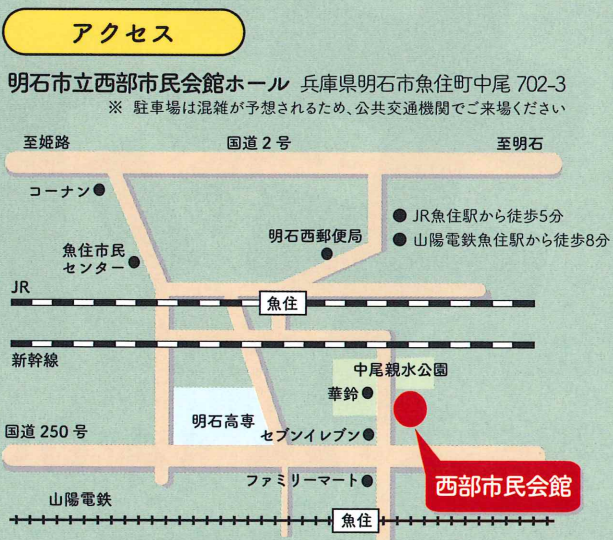 アクセス
明石市立西部市民会館ホール 兵庫県明石市魚住町中尾 702-3
※ 駐車場は混雑が予想されるため、公共交通機関でご来場ください
至姫路
国道2号
至明石
コーナン
JR魚住駅から徒歩5分
明石西郵便局
山陽電鉄魚住駅から徒歩8分
魚住市民
センター
JR
魚住
新幹線
中尾親水公園
華鈴
明石高専
国道 250 号
セブンイレブン
ファミリーマート
西部市民会館
山陽電鉄
魚住